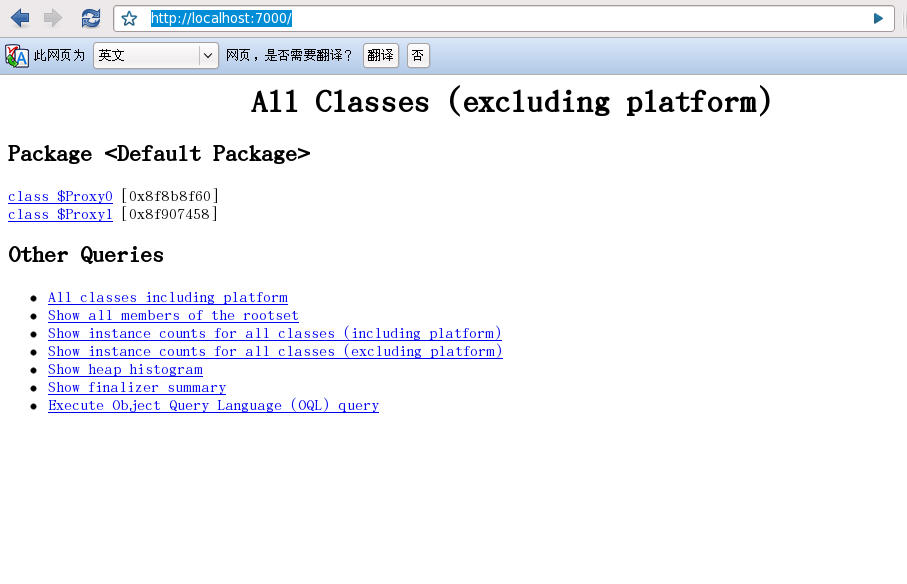 http://localhost:7000/
此网页为 英文 网页，是否需要翻译？ 翻译 否
All Classes (excluding platform)
Package <Default Package>
class $Proxy0 [0x8f8b8f60]
class $Proxy1 [0x8f907458]
Other Queries
All classes including platform
Show all members of the rootset
Show instance counts for all classes (including platform)
Show instance counts for all classes (excluding platform)
Show heap histogram
Show finalizer summary
Execute Object Query Language (OQL) query